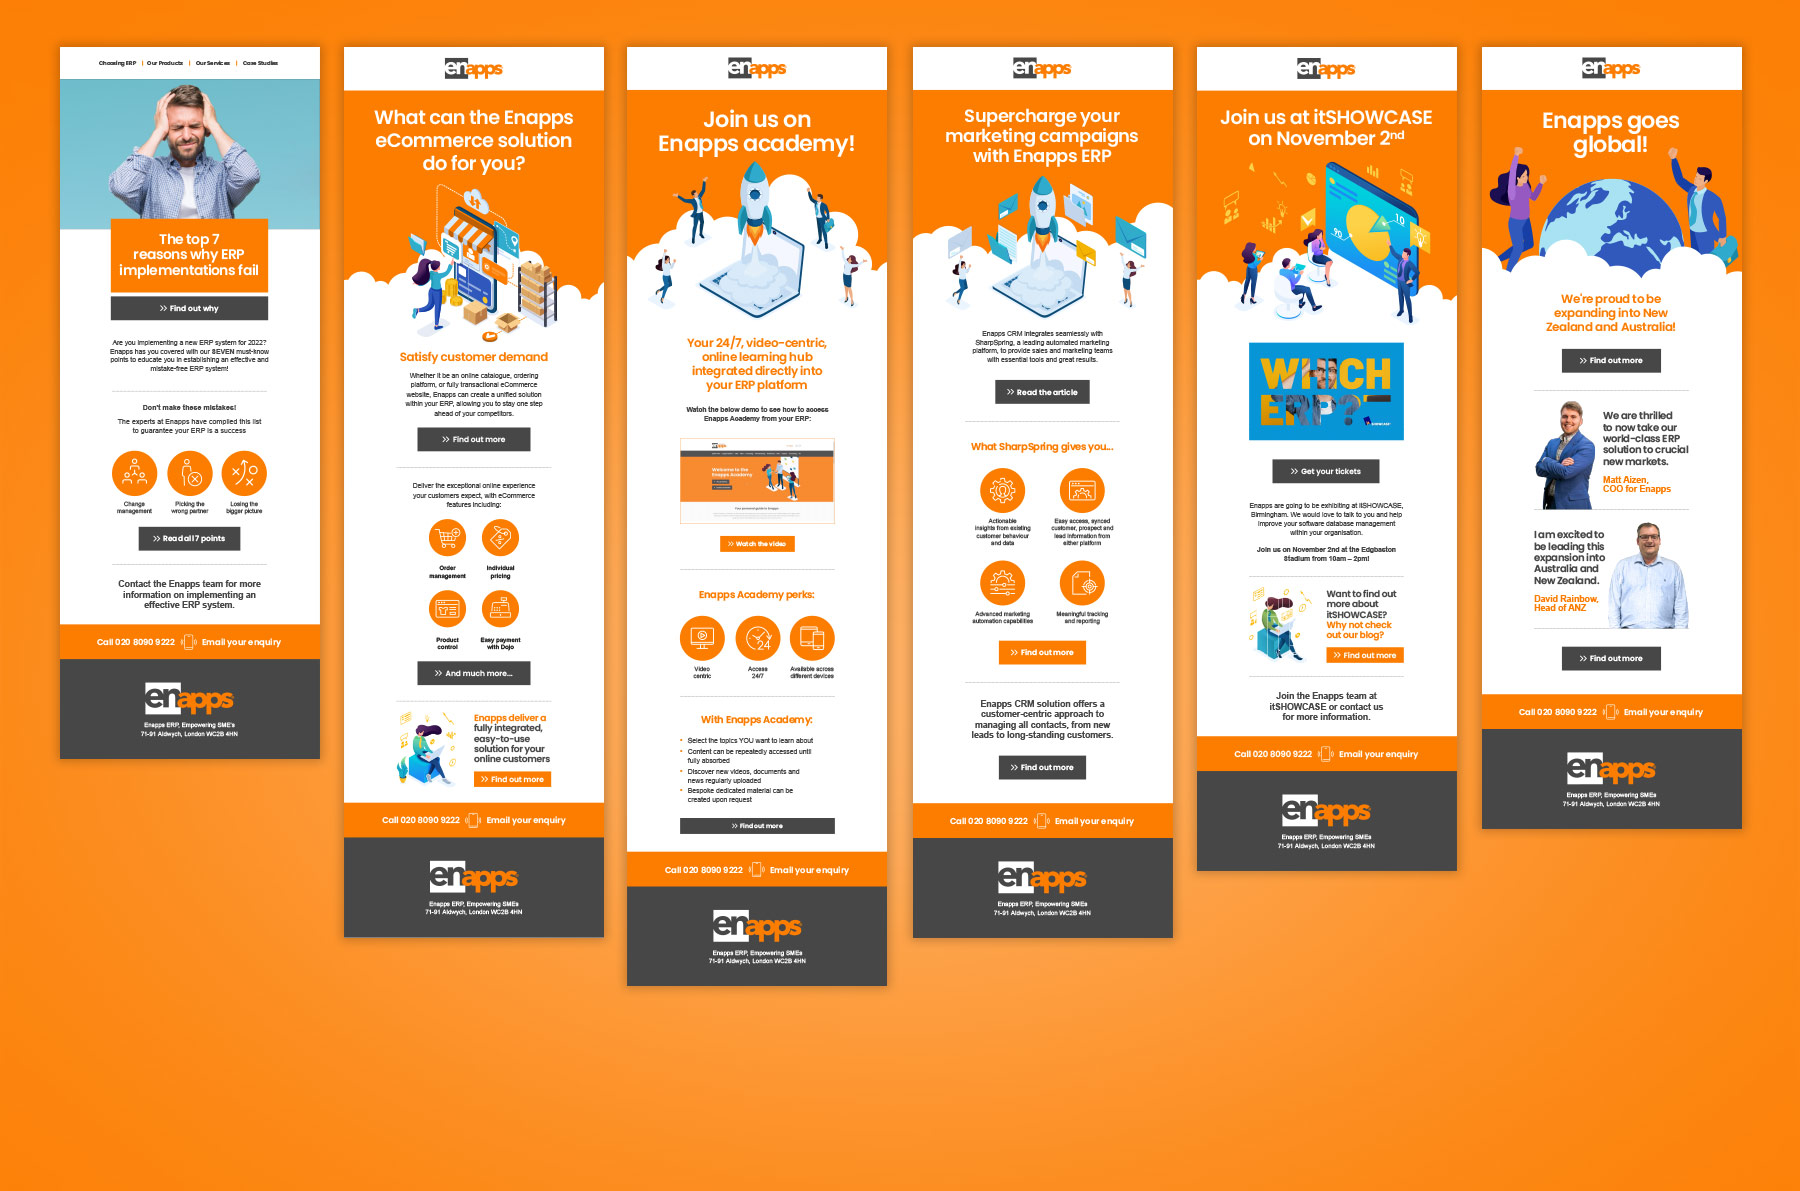 Choosing ERP | Our Products | Our Services | Case Studies
The top 7
reasons why ERP
implementations fail
>> Find out why
Are you implementing a new ERP system for 2022?
Enapps has you covered with our SEVEN must-know
points to educate you in establishing an effective and
mistake-free ERP system!
Don't make these mistakes!
The experts at Enapps have compiled this list
to guarantee your ERP is a success
Change
management
Picking the
wrong partner
Losing the
bigger picture
>> Read all 7 points
Contact the Enapps team for more
information on implementing an
effective ERP system.
Call 020 8090 9222
Email your enquiry
enapps
Enapps ERP, Empowering SME's
71-91 Aldwych, London WC2B 4HN
enapps
What can the Enapps
eCommerce solution
do for you?
Satisfy customer demand
Whether it be an online catalogue, ordering
platform, or fully transactional eCommerce
website, Enapps can create a unified solution
within your ERP, allowing you to stay one step
ahead of your competitors.
>> Find out more
Deliver the exceptional online experience
your customers expect, with eCommerce
features including:
Order
management
Individual
pricing
Product
control
Easy payment
with Dojo
>> And much more...
Enapps deliver a
fully integrated,
easy-to-use
solution for your
online customers
>> Find out more
Call 020 8090 9222
Email your enquiry
enapps
Enapps ERP, Empowering SMEs
71-91 Aldwych, London WC2B 4HN
enapps
Join us on
Enapps academy!
Your 24/7, video-centric,
online learning hub
integrated directly into
your ERP platform
Watch the below demo to see how to access
Enapps Academy from your ERP:
Welcome to the
Enapps Academy
>> Watch the video
Enapps Academy perks:
24
Video
centric
Access
24/7
Available across
different devices
With Enapps Academy:
• Select the topics YOU want to learn about
• Content can be repeatedly accessed until
fully absorbed
• Discover new videos, documents and
news regularly uploaded
• Bespoke dedicated material can be
created upon request
>> Find out more
Call 020 8090 9222
Email your enquiry
enapps
Enapps ERP, Empowering SMEs
71-91 Aldwych, London WC2B 4HN
enapps
Supercharge your
marketing campaigns
with Enapps ERP
Enapps CRM integrates seamlessly with
SharpSpring, a leading automated marketing
platform, to provide sales and marketing teams
with essential tools and great results.
>> Read the article
What SharpSpring gives you...
Actionable
insights from existing
customer behaviour
and data
Easy access, synced
customer, prospect and
lead information from
either platform
Advanced marketing
automation capabilities
Meaningful tracking
and reporting
>> Find out more
Enapps CRM solution offers a
customer-centric approach to
managing all contacts, from new
leads to long-standing customers.
>> Find out more
Call 020 8090 9222
Email your enquiry
enapps
Enapps ERP, Empowering SMEs
71-91 Aldwych, London WC2B 4HN
enapps
Join us at itSHOWCASE
on November 2nd
10
90
WHICH
ERP?
SHOWCASE
>> Get your tickets
Enapps are going to be exhibiting at itSHOWCASE,
Birmingham. We would love to talk to you and help
improve your software database management
within your organisation.
Join us on November 2nd at the Edgbaston
Stadium from 10am – 2pm!
Want to find out
more about
itSHOWCASE?
Why not check
out our blog?
>> Find out more
Join the Enapps team at
itSHOWCASE or contact us
for more information.
Call 020 8090 9222
Email your enquiry
enapps
Enapps ERP, Empowering SMEs
71-91 Aldwych, London WC2B 4HN
enapps
Enapps goes
global!
We're proud to be
expanding into New
Zealand and Australia!
>> Find out more
We are thrilled
to now take our
world-class ERP
solution to crucial
new markets.
Matt Aizen,
COO for Enapps
I am excited to
be leading this
expansion into
Australia and
New Zealand.
David Rainbow,
Head of ANZ
>> Find out more
Call 020 8090 9222
Email your enquiry
enapps
Enapps ERP, Empowering SMEs
71-91 Aldwych, London WC2B 4HN